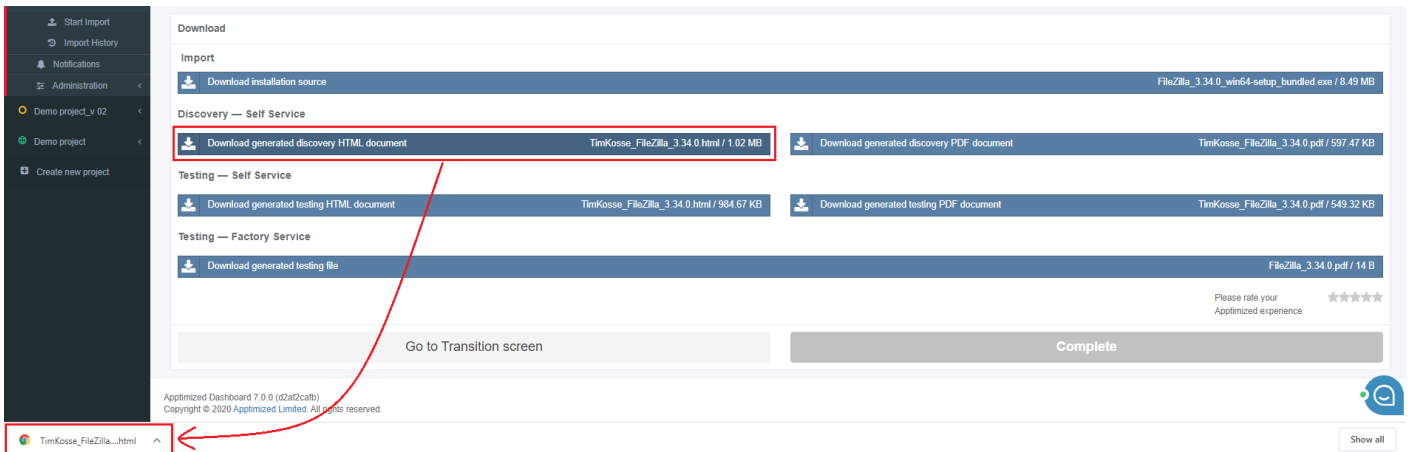 Start Import
Import History
Notifications
Administration
Demo project_v 02
Demo project
Create new project
Download
Import
Download installation source FileZilla_3.34.0_win64-setup_bundled.exe / 8.49 MB
Discovery — Self Service
Download generated discovery HTML document TimKosse_FileZilla_3.34.0.html / 1.02 MB
Download generated discovery PDF document TimKosse_FileZilla_3.34.0.pdf / 597.47 KB
Testing — Self Service
Download generated testing HTML document TimKosse_FileZilla_3.34.0.html / 984.67 KB
Download generated testing PDF document TimKosse_FileZilla_3.34.0.pdf / 549.32 KB
Testing — Factory Service
Download generated testing file FileZilla_3.34.0.pdf / 14 B
Please rate your
Apptimized experience
Go to Transition screen
Complete
Apptimized Dashboard 7.0.0 (d2af2cafb)
Copyright © 2020 Apptimized Limited. All rights reserved.
TimKosse_FileZilla....html
Show all